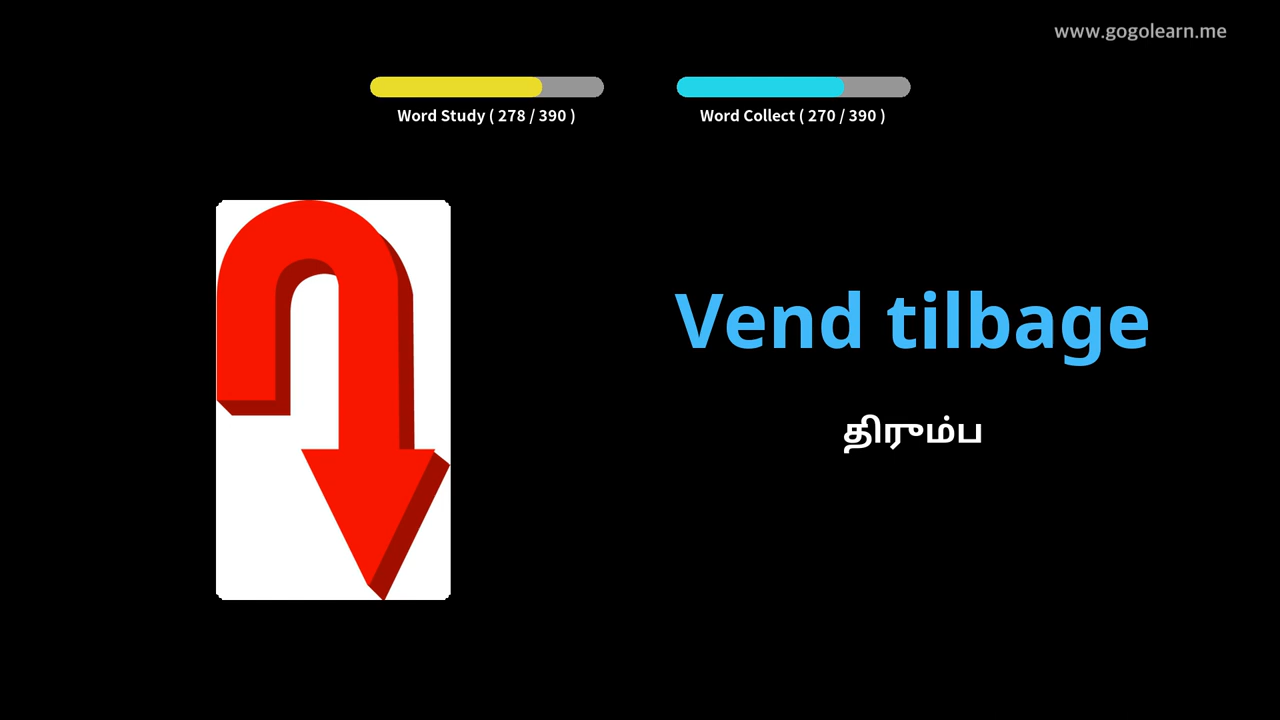 www.gogolearn.me
Word Study ( 278 / 390 )
Word Collect ( 270 / 390 )
Vend tilbage
திரும்ப